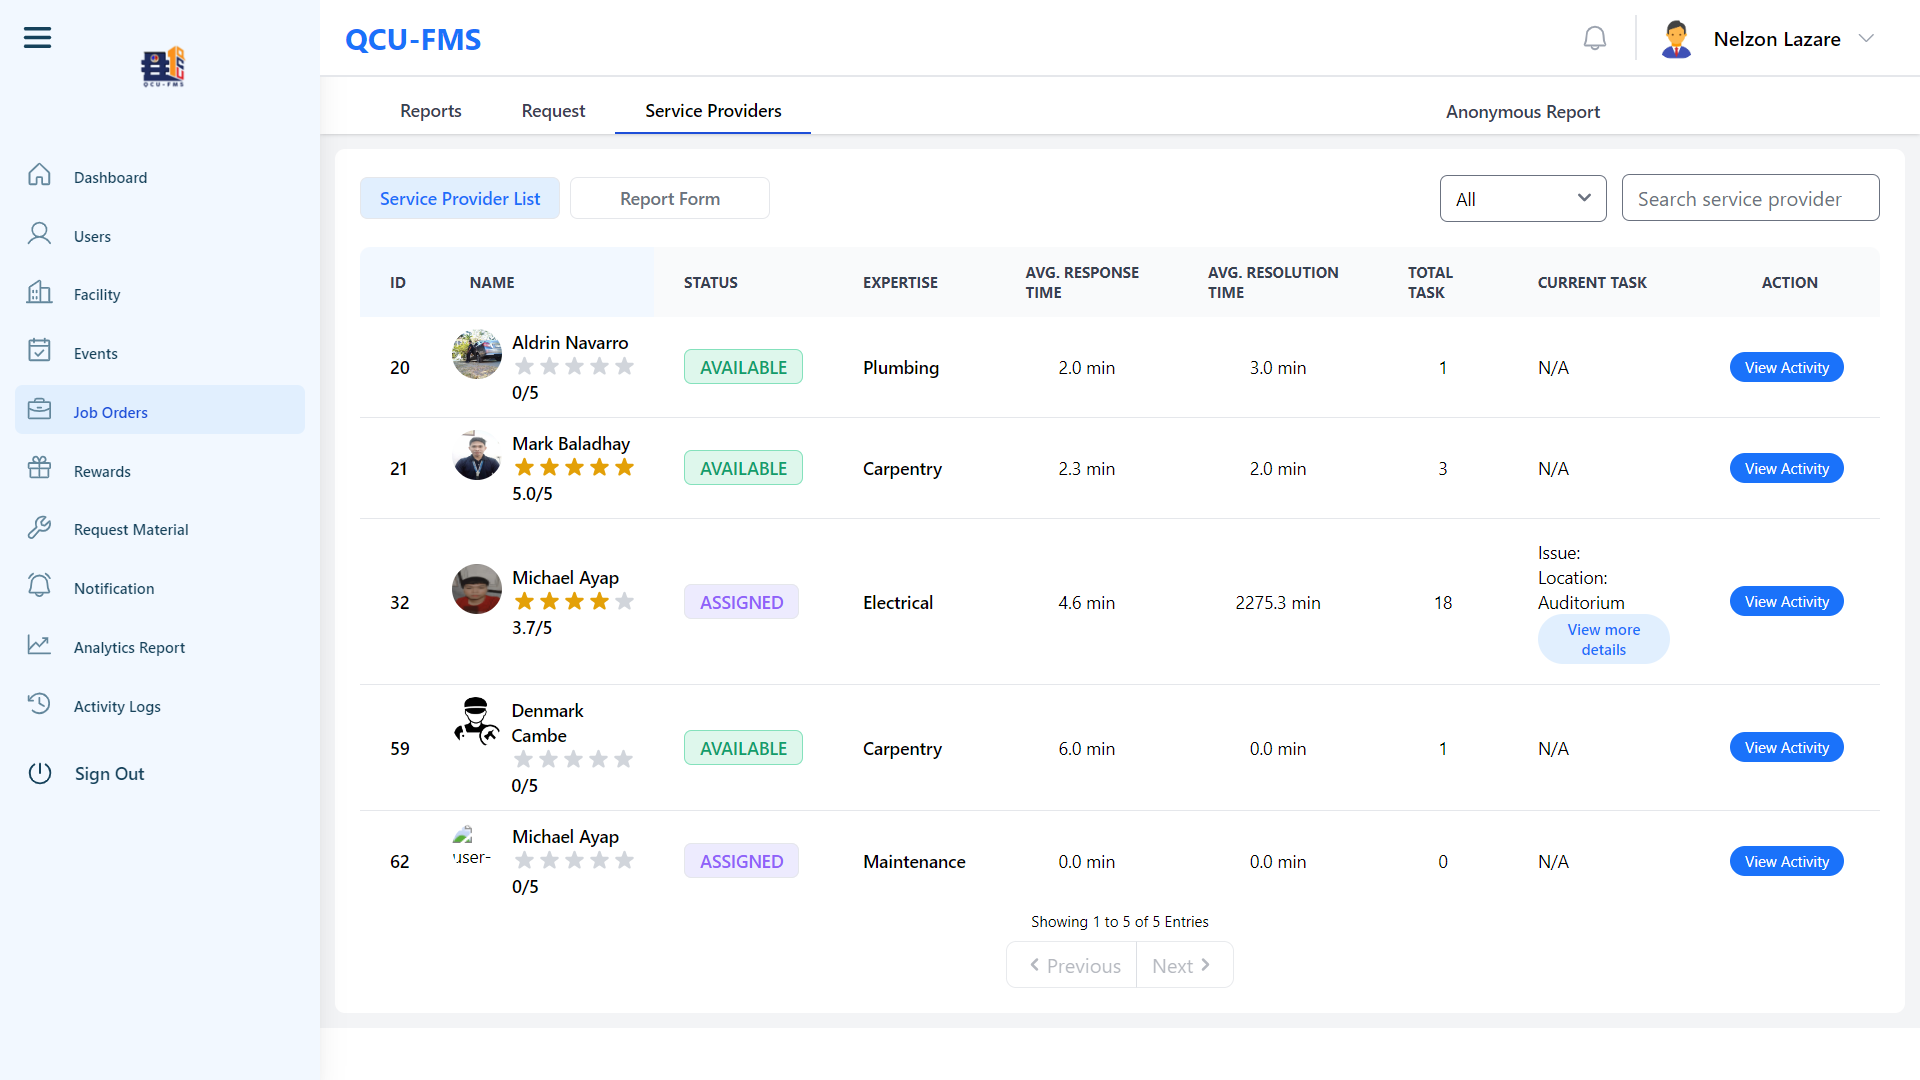 QCU-FMS
Dashboard
Users
Facility
Events
Job Orders
Rewards
Request Material
Notification
Analytics Report
Activity Logs
Sign Out
QCU-FMS
Nelzon Lazare
Reports Request Service Providers Anonymous Report
Service Provider List Report Form All Search service provider
ID NAME STATUS EXPERTISE AVG. RESPONSE TIME AVG. RESOLUTION TIME TOTAL TASK CURRENT TASK ACTION
Aldrin Navarro
20 AVAILABLE Plumbing 2.0 min 3.0 min 1 N/A View Activity
0/5
Mark Baladhay
21 AVAILABLE Carpentry 2.3 min 2.0 min 3 N/A View Activity
5.0/5
Issue:
Michael Ayap Location:
32 ASSIGNED Electrical 4.6 min 2275.3 min 18 Auditorium View Activity
3.7/5 View more
details
Denmark
Cambe
59 AVAILABLE Carpentry 6.0 min 0.0 min 1 N/A View Activity
0/5
Michael Ayap
62 user- ASSIGNED Maintenance 0.0 min 0.0 min 0 N/A View Activity
0/5
Showing 1 to 5 of 5 Entries
Previous Next